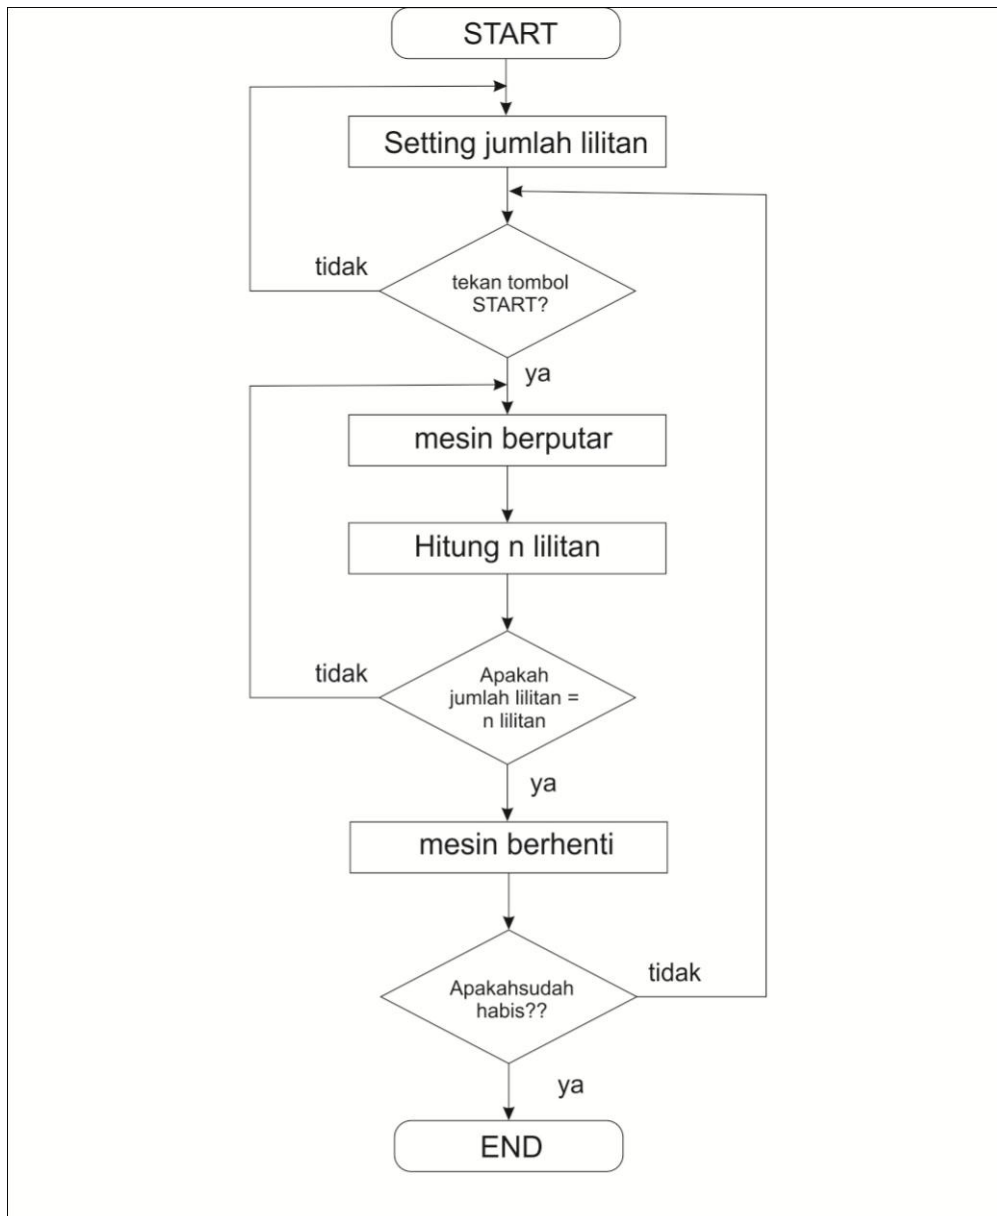 START
Setting jumlah lilitan
tidak
tekan tombol
START?
ya
mesin berputar
Hitung n lilitan
tidak
Apakah
jumlah lilitan =
n lilitan
ya
mesin berhenti
Apakahsudah
habis??
tidak
ya
END